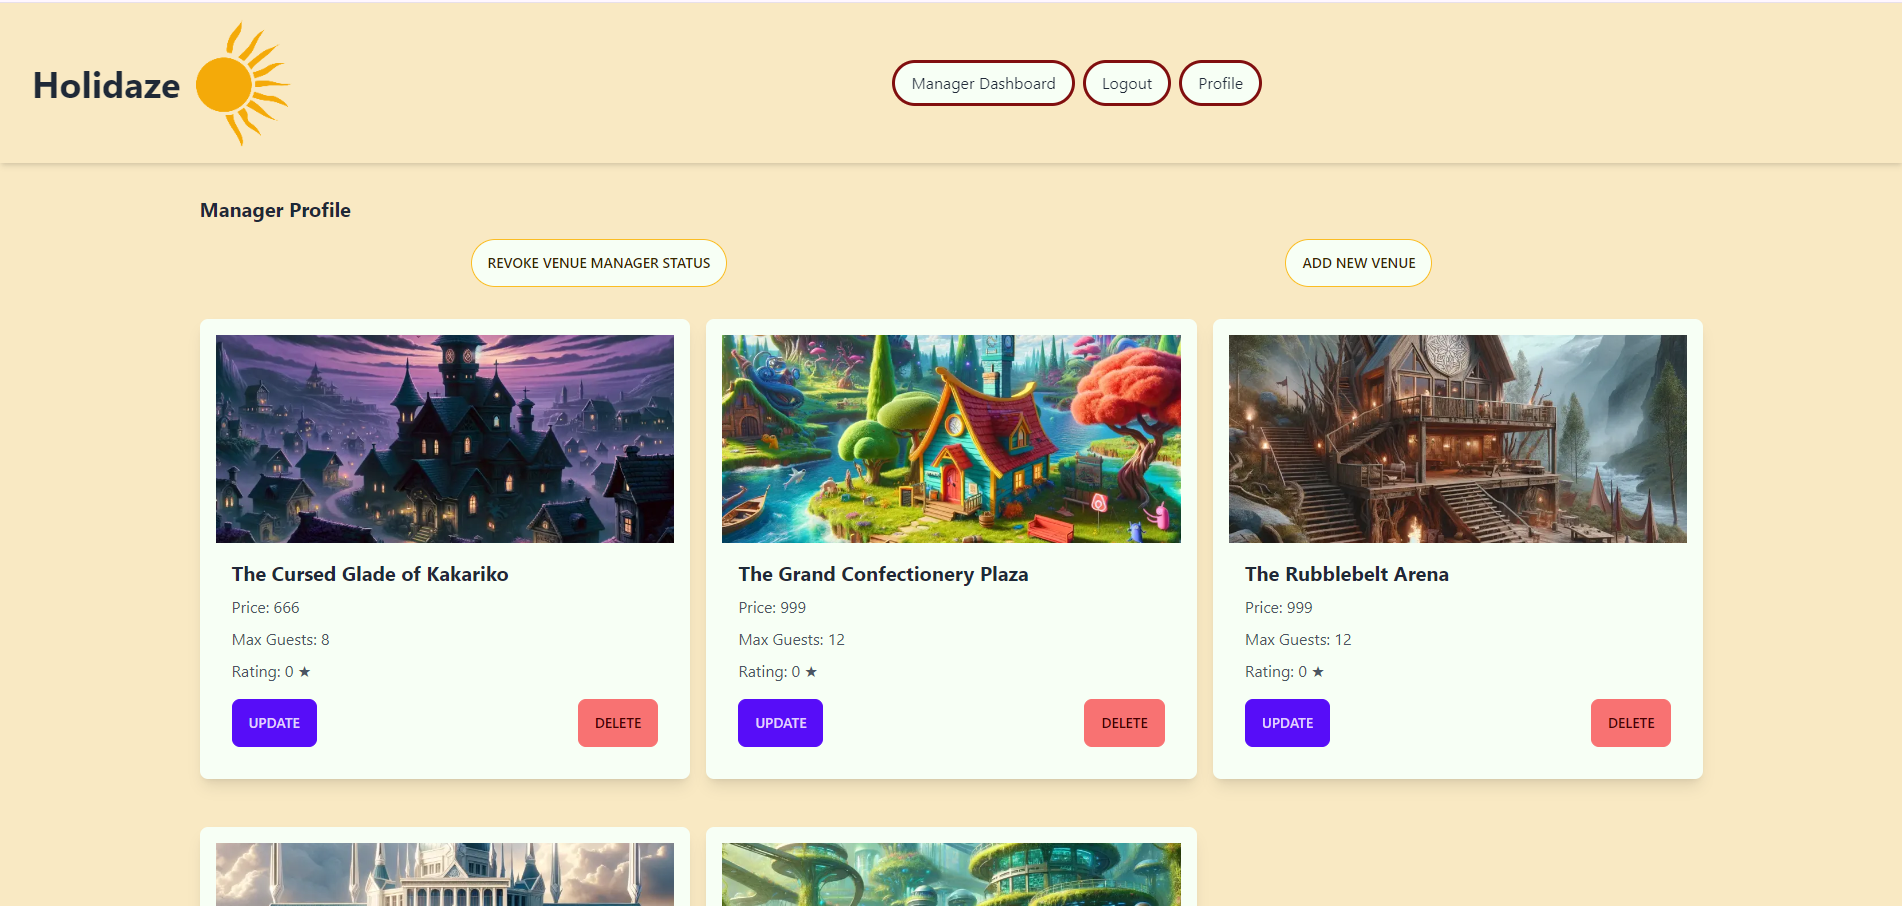 Holidaze
Manager Dashboard
Logout
Profile
Manager Profile
REVOKE VENUE MANAGER STATUS
ADD NEW VENUE
The Cursed Glade of Kakariko
Price: 666
Max Guests: 8
Rating: 0 ★
UPDATE
DELETE
The Grand Confectionery Plaza
Price: 999
Max Guests: 12
Rating: 0 ★
UPDATE
DELETE
The Rubblebelt Arena
Price: 999
Max Guests: 12
Rating: 0 ★
UPDATE
DELETE